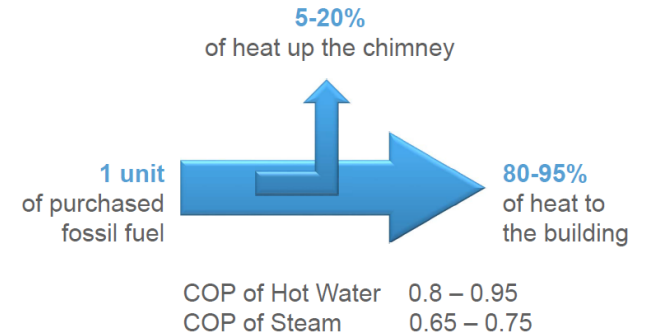 5-20%
of heat up the chimney
1 unit
of purchased
fossil fuel
80-95%
of heat to
the building
COP of Hot Water 0.8 – 0.95
COP of Steam 0.65 – 0.75